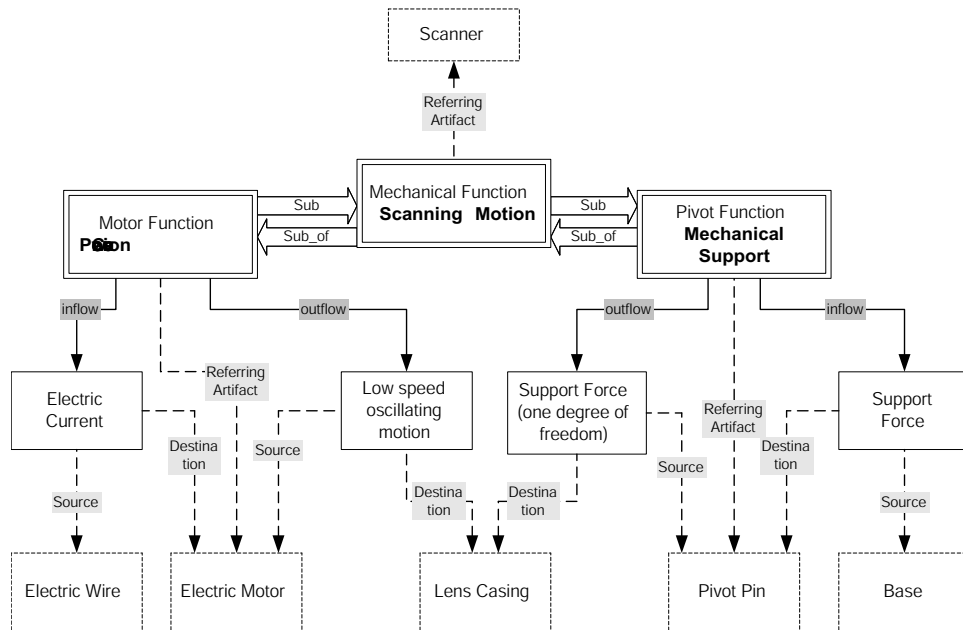 Scanner
Referring
Artifact
Mechanical Function
Scanning Motion
Sub
Sub_of
Sub
Sub_of
Motor Function
Pivot Function
Mechanical
Support
inflow
outflow
outflow
inflow
Referring
Artifact
Electric
Current
Low speed
oscillating
motion
Support Force
(one degree of
freedom)
Referring
Artifact
Support
Force
Destina
tion
Source
Source
Destina
tion
Source
Destina
tion
Destina
tion
Source
Electric Wire
Electric Motor
Lens Casing
Pivot Pin
Base